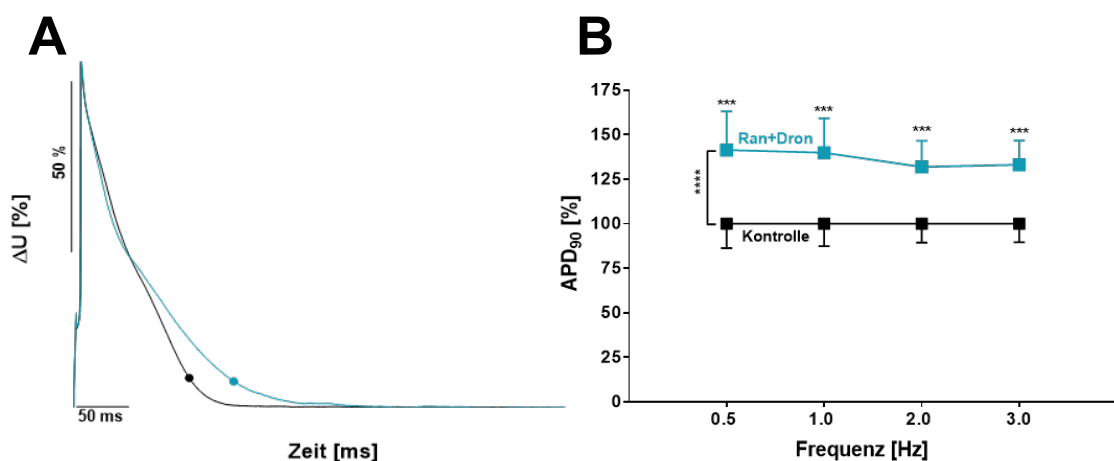 A
50 %
ΔU [%]
50 ms
Zeit [ms]
B
175
150
125
100
75
50
25
0
APD90 [%]
*** *** *** ***
Ran+Dron
****
Kontrolle
0.5 1.0 2.0 3.0
Frequenz [Hz]